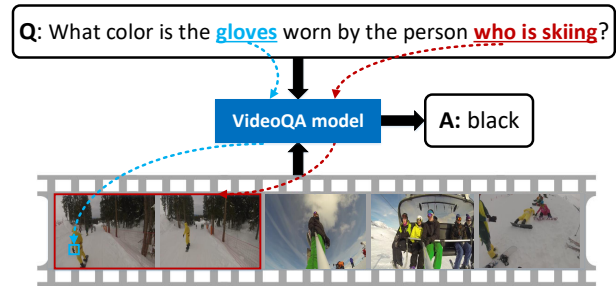 Q: What color is the gloves worn by the person who is skiing?
VideoQA model
A: black